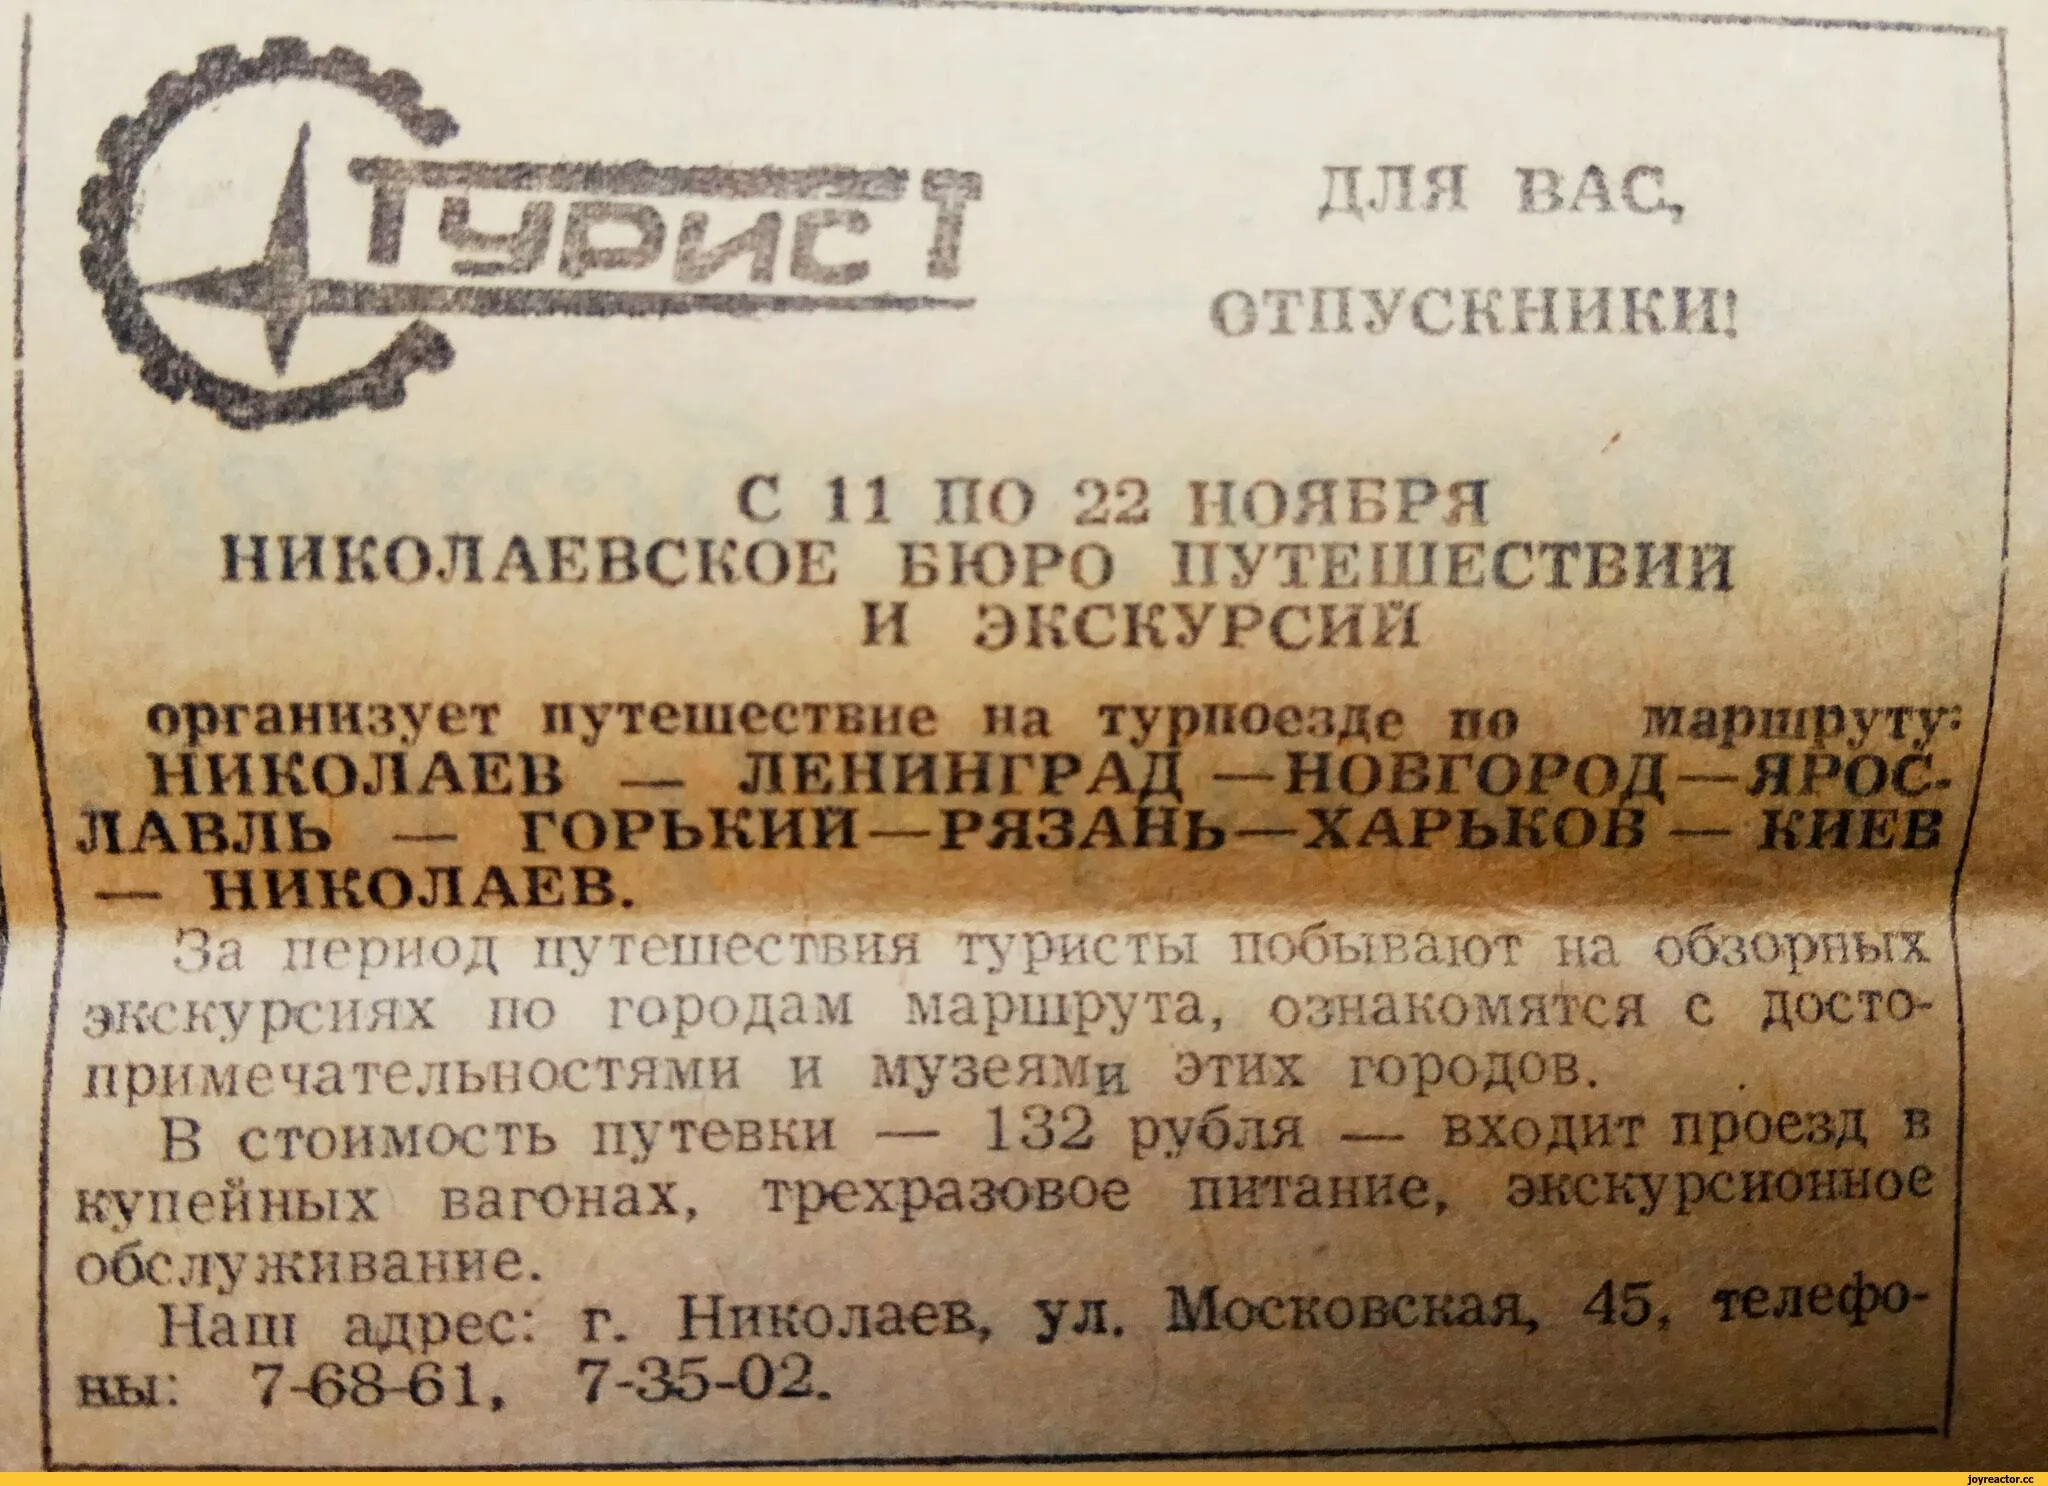 ТУРИСТ
ДЛЯ ВАС,
ОТПУСКНИКИ!
С 11 ПО 22 НОЯБРЯ
НИКОЛАЕВСКОЕ БЮРО ПУТЕШЕСТВИЙ
И ЭКСКУРСИЙ
организует путешествие на турпоезде по маршруту:
НИКОЛАЕВ — ЛЕНИНГРАД —НОВГОРОД—ЯРОС-
ЛАВЛЬ — ГОРЬКИЙ—РЯЗАНЬ—ХАРЬКОВ— КИЕВ
— НИКОЛАЕВ.
За период путешествия туристы побывают на обзорных
экскурсиях по городам маршрута, ознакомятся с досто-
примечательностями и музеями этих городов.
В стоимость путевки — 132 рубля — входит проезд в
купейных вагонах, трехразовое питание, экскурсионное
обслуживание.
Наш адрес: г. Николаев, ул. Московская, 45, телефо-
ны: 7-68-61, 7-35-02.
joyreactor.cc